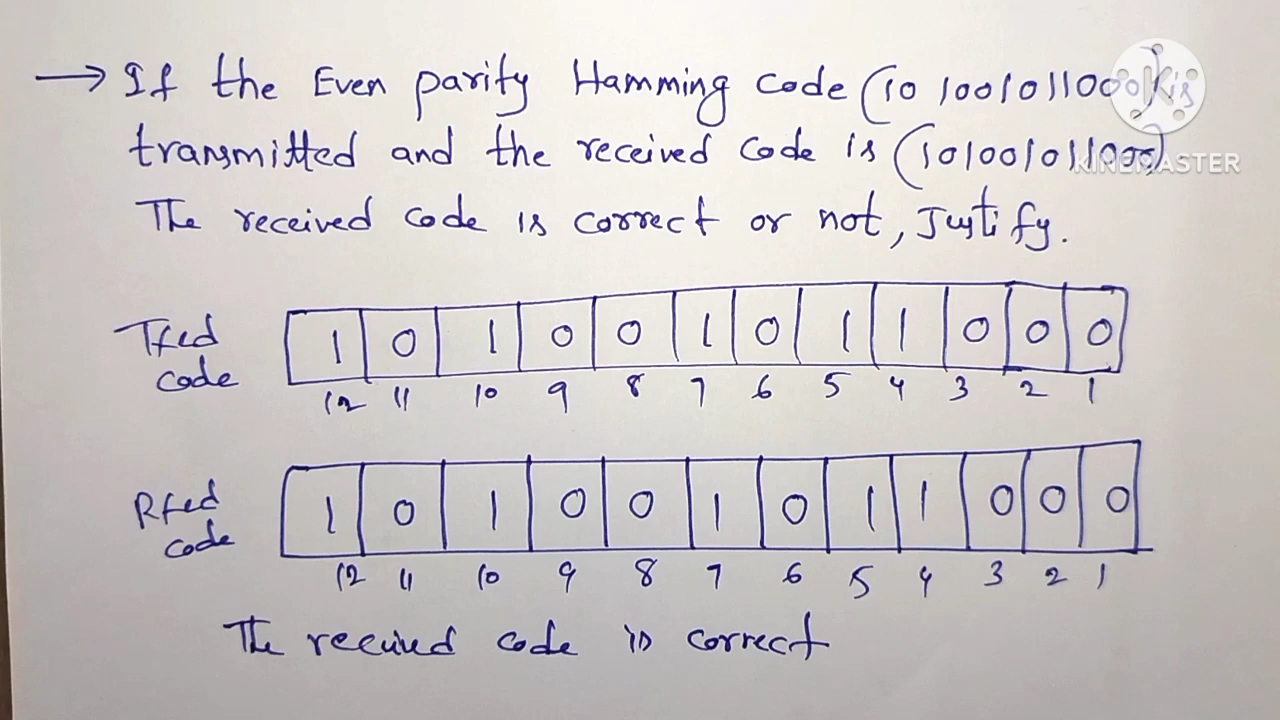 → If the Even parity Hamming Code (101001011000) is
transmitted and the received code is (101001011000)
KINEMASTER
The received code is correct or not, Justify.
Tfed code
1 0 1 0 0 1 0 1 1 0 0 0
12 11 10 9 8 7 6 5 4 3 2 1
Rfed code
1 0 1 0 0 1 0 1 1 0 0 0
12 11 10 9 8 7 6 5 4 3 2 1
The received code is correct